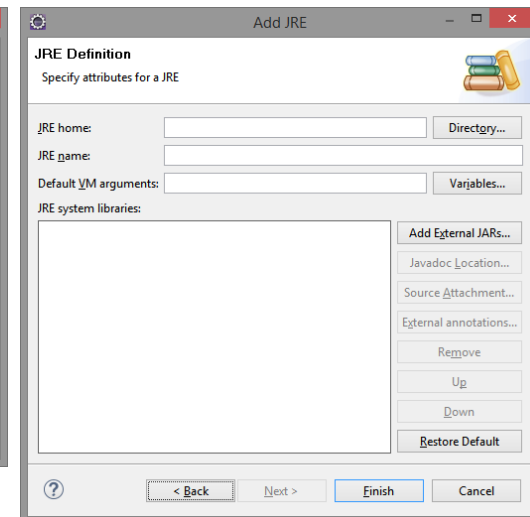 Add JRE
JRE Definition
Specify attributes for a JRE
JRE home:
Directory...
JRE name:
Default VM arguments:
Variables...
JRE system libraries:
Add External JARs...
Javadoc Location...
Source Attachment...
External annotations...
Remove
Up
Down
Restore Default
< Back
Next >
Finish
Cancel